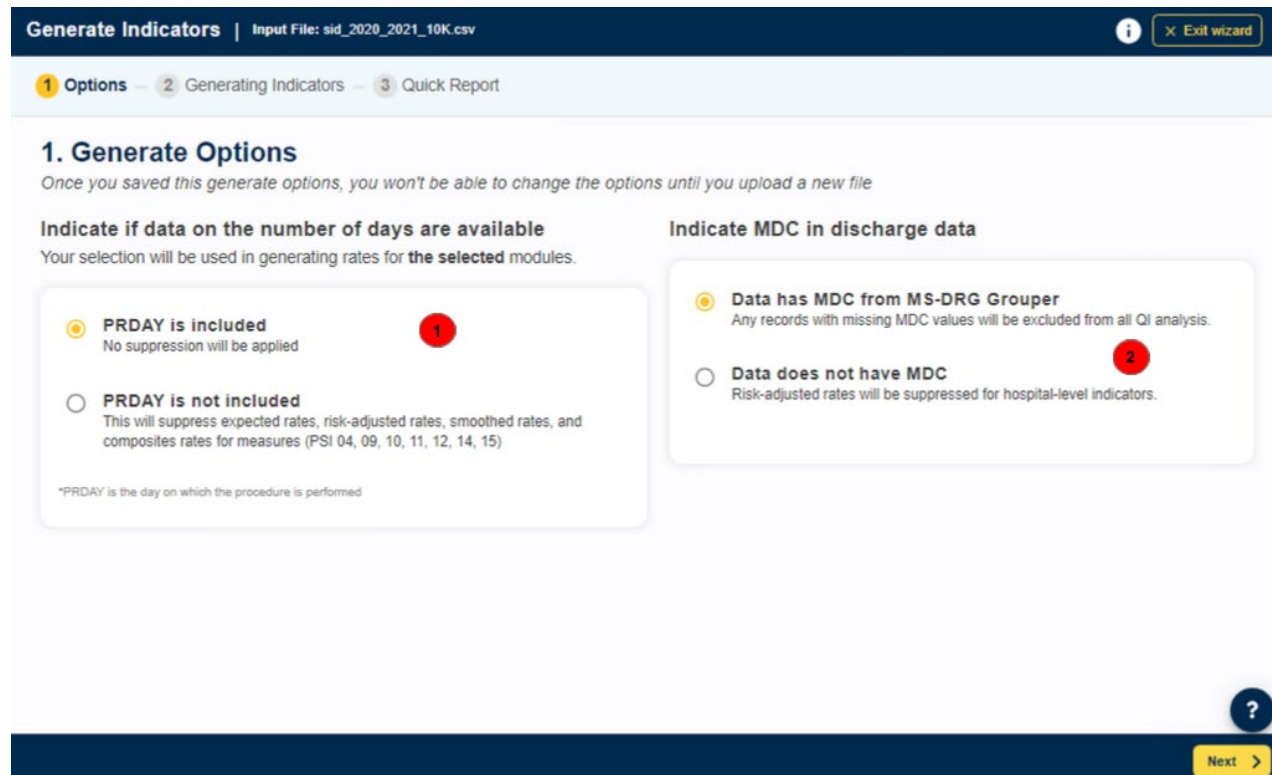 Generate Indicators | Input File: sid_2020_2021_10K.csv
i
× Exit wizard
1 Options – 2 Generating Indicators – 3 Quick Report
1. Generate Options
Once you saved this generate options, you won't be able to change the options until you upload a new file
Indicate if data on the number of days are available
Your selection will be used in generating rates for the selected modules.
PRDAY is included
No suppression will be applied
1
PRDAY is not included
This will suppress expected rates, risk-adjusted rates, smoothed rates, and
composites rates for measures (PSI 04, 09, 10, 11, 12, 14, 15)
*PRDAY is the day on which the procedure is performed
Indicate MDC in discharge data
Data has MDC from MS-DRG Grouper
Any records with missing MDC values will be excluded from all QI analysis.
2
Data does not have MDC
Risk-adjusted rates will be suppressed for hospital-level indicators.
?
Next >